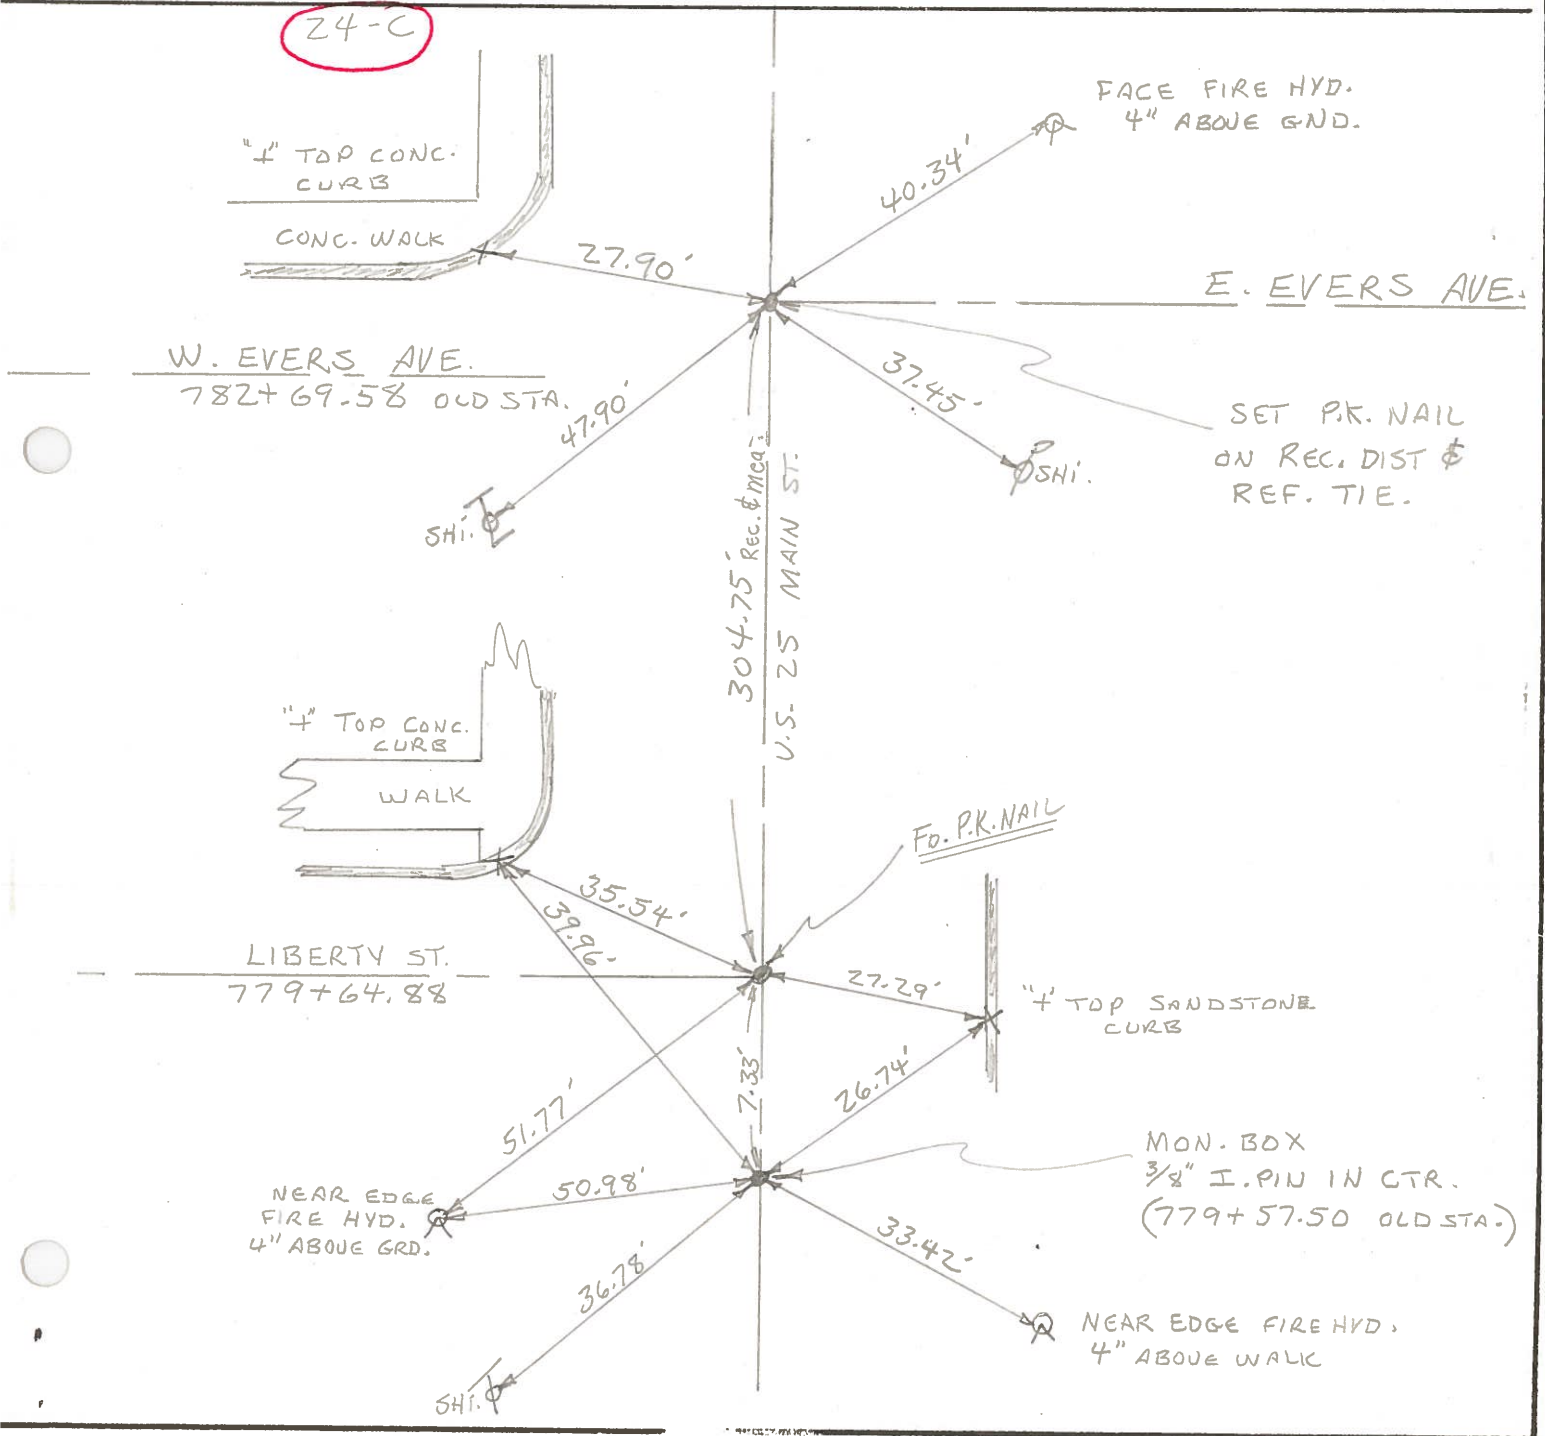 24-C
FACE FIRE HYD.
4" ABOVE GND.
"+" TOP CONC.
CURB
40.34'
CONC. WALK
27.90'
E. EVERS AVE.
W. EVERS AVE.
782+69.58 OLD STA.
47.90'
37.45'
SET P.K. NAIL
ON REC. DIST &
REF. TIE.
SHI.
SHI.
304.75' REC. & MEA.
U.S. 25 MAIN ST.
"+" TOP CONC.
CURB
WALK
FD. P.K. NAIL
35.54'
39.96'
LIBERTY ST.
779+64.88
27.29'
"+" TOP SANDSTONE
CURB
7.33'
26.74'
51.77'
MON. BOX
3/8" I. PIN IN CTR.
(779+57.50 OLD STA.)
50.98'
NEAR EDGE
FIRE HYD.
4" ABOVE GRD.
33.42'
36.78'
NEAR EDGE FIRE HYD.
4" ABOVE WALK
SHI.